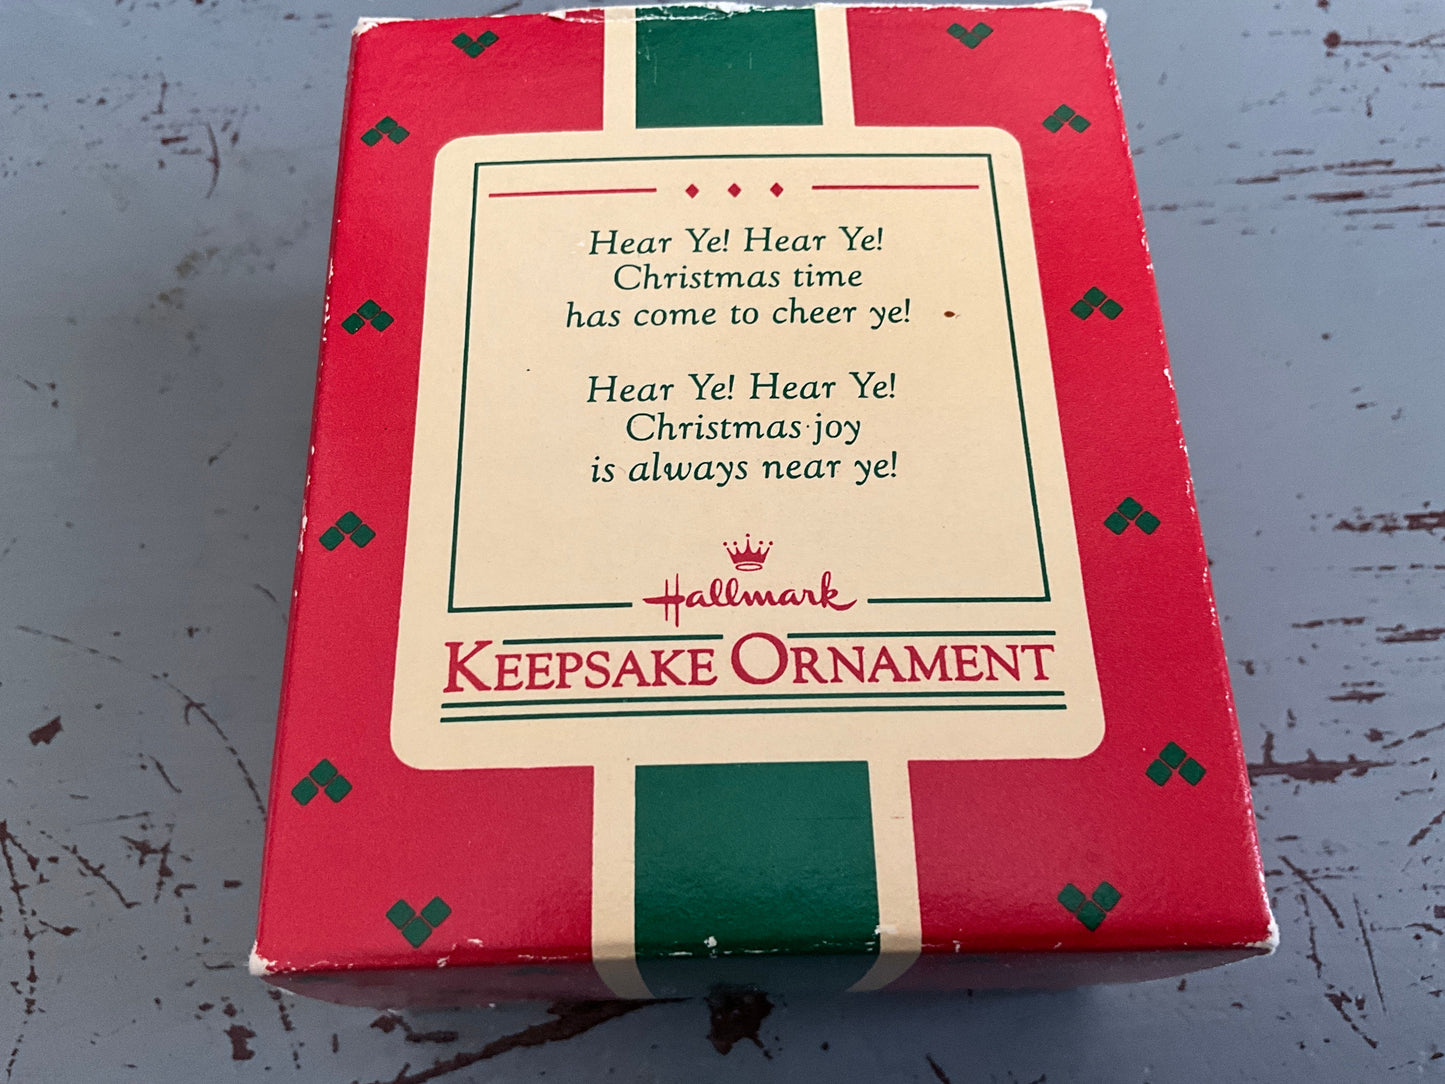 Hear Ye! Hear Ye!
Christmas time
has come to cheer ye!
Hear Ye! Hear Ye!
Christmas joy
is always near ye!
Hallmark
KEEPSAKE ORNAMENT